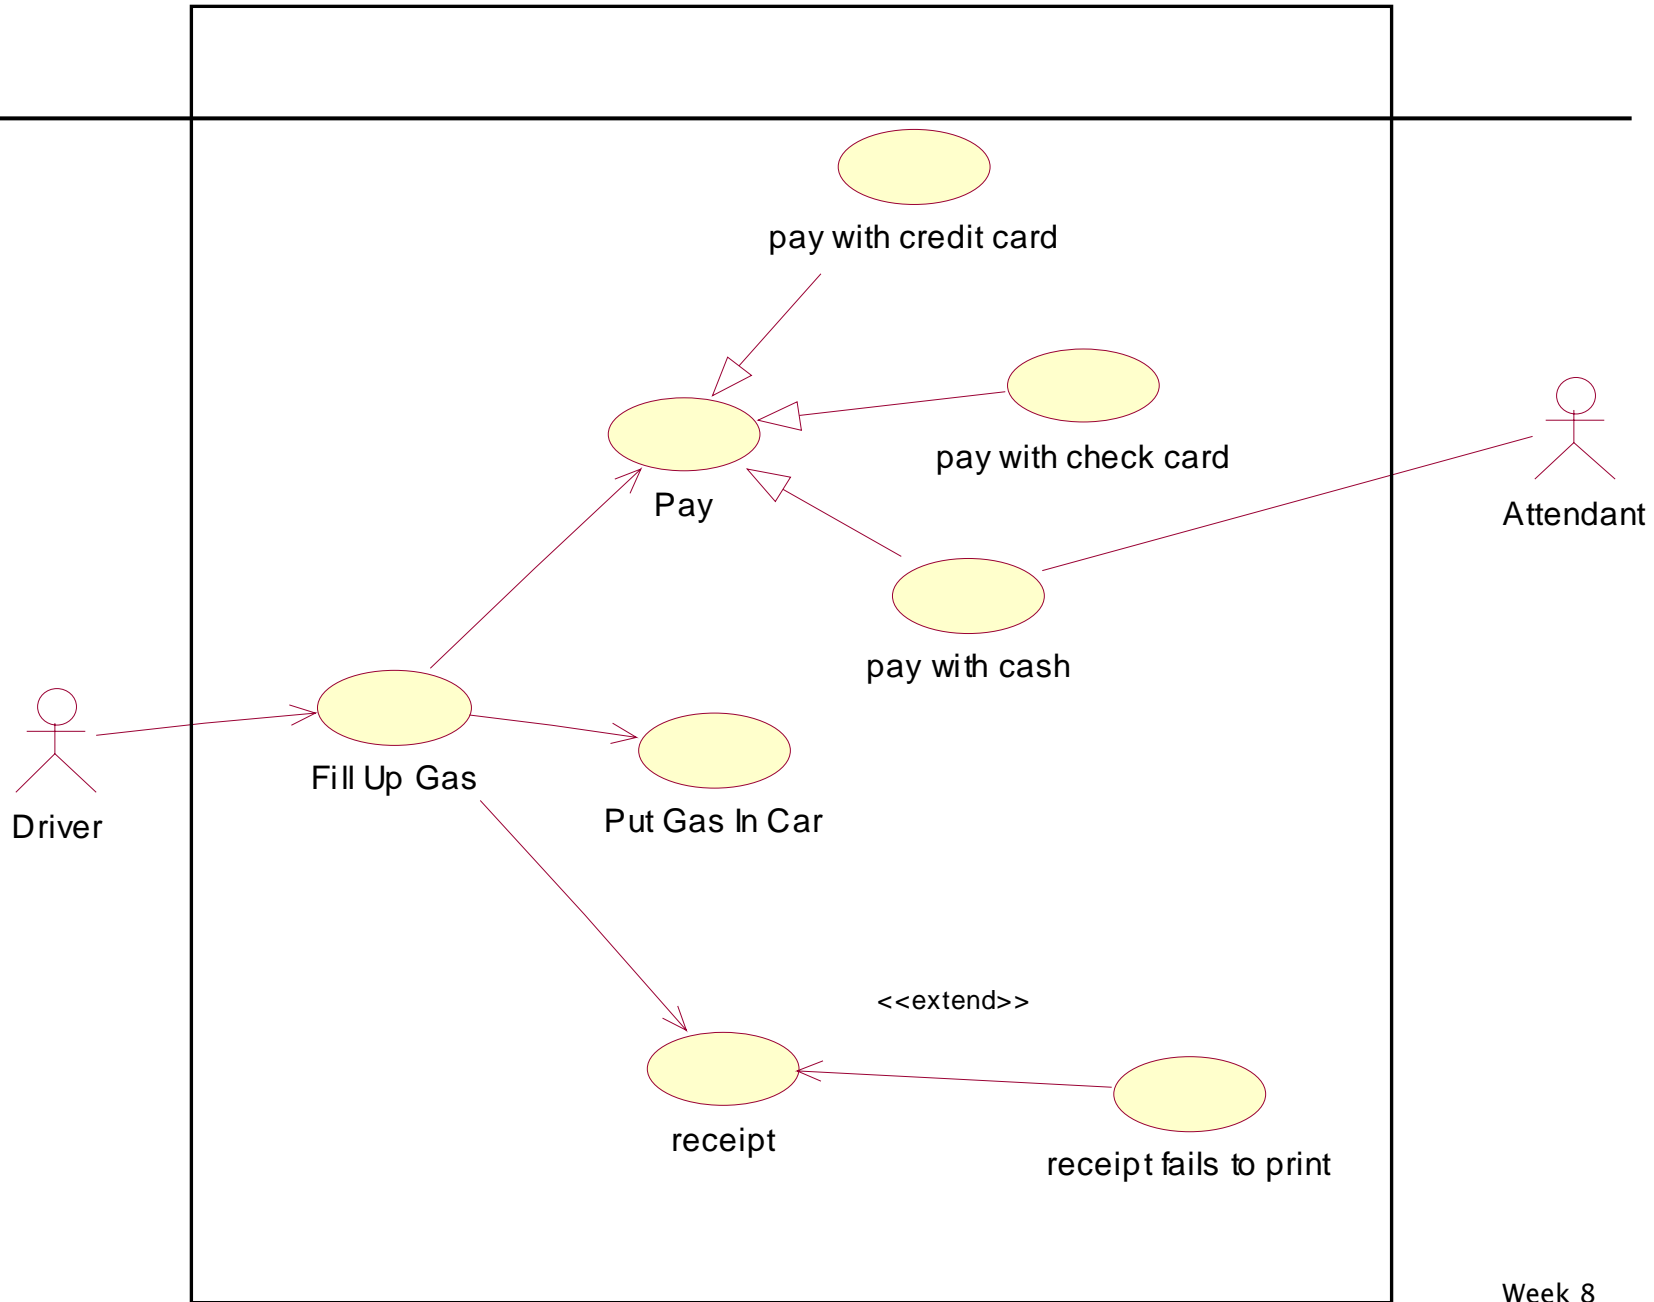 pay with credit card
pay with check card
Pay
Attendant
pay with cash
Fill Up Gas
Put Gas In Car
Driver
<<extend>>
receipt
receipt fails to print
Week 8